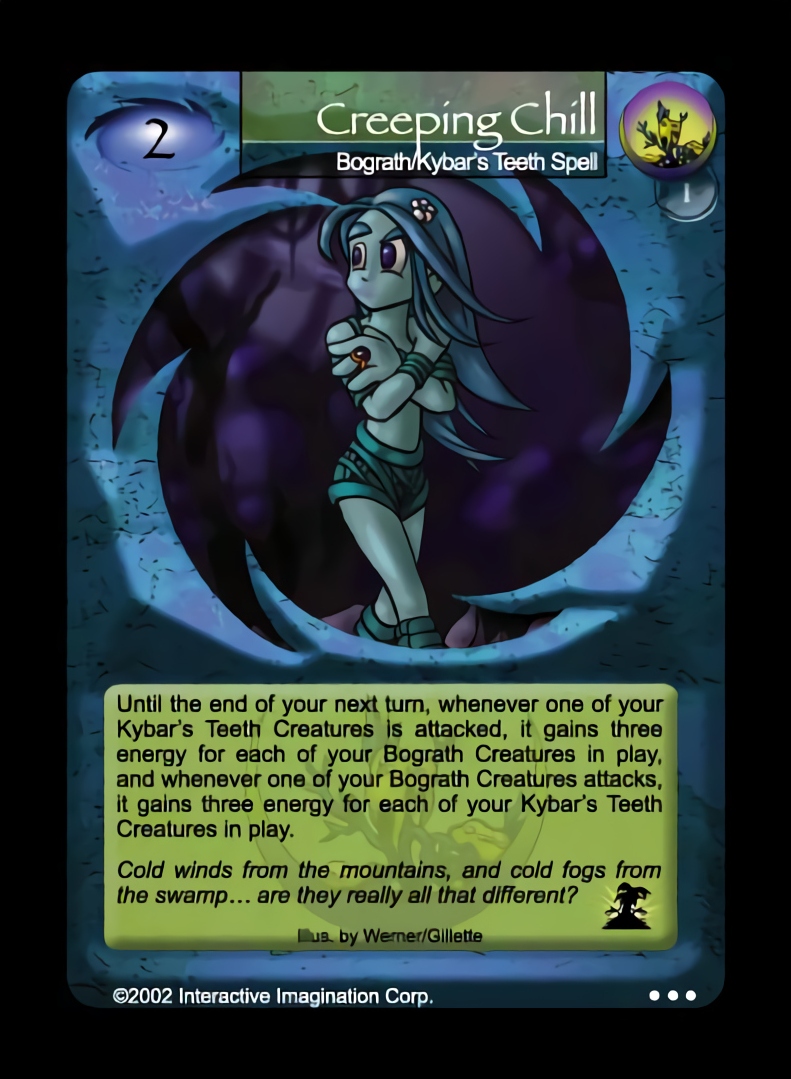 2
Creeping Chill
Bograth/Kybar's Teeth Spell
1
Until the end of your next turn, whenever one of your
Kybar's Teeth Creatures is attacked, it gains three
energy for each of your Bograth Creatures in play,
and whenever one of your Bograth Creatures attacks,
it gains three energy for each of your Kybar's Teeth
Creatures in play.
Cold winds from the mountains, and cold fogs from
the swamp... are they really all that different?
Illus. by Werner/Gillette
©2002 Interactive Imagination Corp.